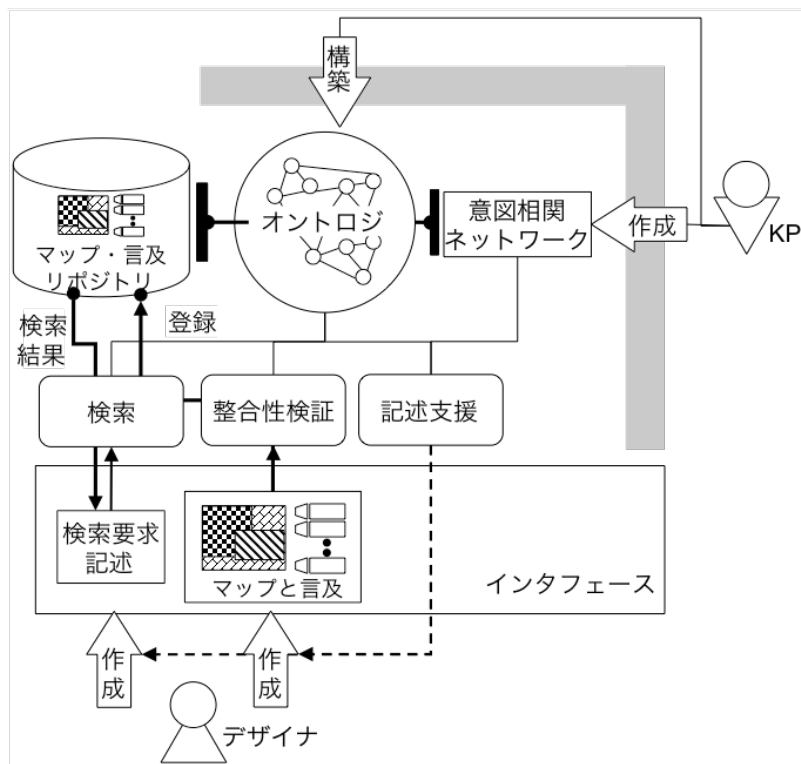 構
築
オントロジ
意図相関
ネットワーク
作成
KP
マップ・言及
リポジトリ
検索
結果
登録
検索
整合性検証
記述支援
検索要求
記述
マップと言及
インタフェース
作
成
作
成
デザイナ